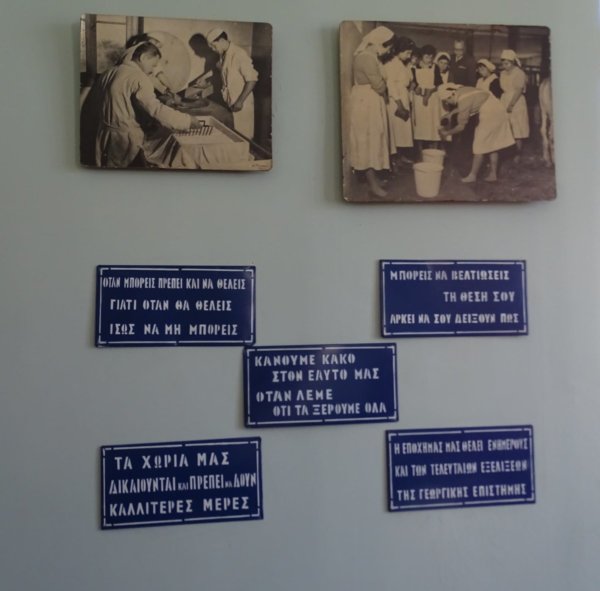 ΟΤΑΝ ΜΠΟΡΕΙΣ ΠΡΕΠΕΙ ΚΑΙ ΝΑ ΘΕΛΕΙΣ
ΓΙΑΤΙ ΟΤΑΝ ΘΑ ΘΕΛΕΙΣ
ΙΣΩΣ ΝΑ ΜΗ ΜΠΟΡΕΙΣ
ΜΠΟΡΕΙΣ ΝΑ ΒΕΛΤΙΩΣΕΙΣ
ΤΗ ΘΕΣΗ ΣΟΥ
ΑΡΚΕΙ ΝΑ ΣΟΥ ΔΕΙΞΟΥΝ ΠΩΣ
ΚΑΝΟΥΜΕ ΚΑΚΟ
ΣΤΟΝ ΕΑΥΤΟ ΜΑΣ
ΟΤΑΝ ΛΕΜΕ
ΟΤΙ ΤΑ ΞΕΡΟΥΜΕ ΟΛΑ
ΤΑ ΧΩΡΙΑ ΜΑΣ
ΔΙΚΑΙΟΥΝΤΑΙ ΚΑΙ ΠΡΕΠΕΙ ΝΑ ΔΟΥΝ
ΚΑΛΛΙΤΕΡΕΣ ΜΕΡΕΣ
Η ΕΠΟΧΗ ΜΑΣ ΜΑΣ ΘΕΛΕΙ ΕΝΗΜΕΡΟΥΣ
ΚΑΙ ΤΩΝ ΤΕΛΕΥΤΑΙΩΝ ΕΞΕΛΙΞΕΩΝ
ΤΗΣ ΓΕΩΡΓΙΚΗΣ ΕΠΙΣΤΗΜΗΣ